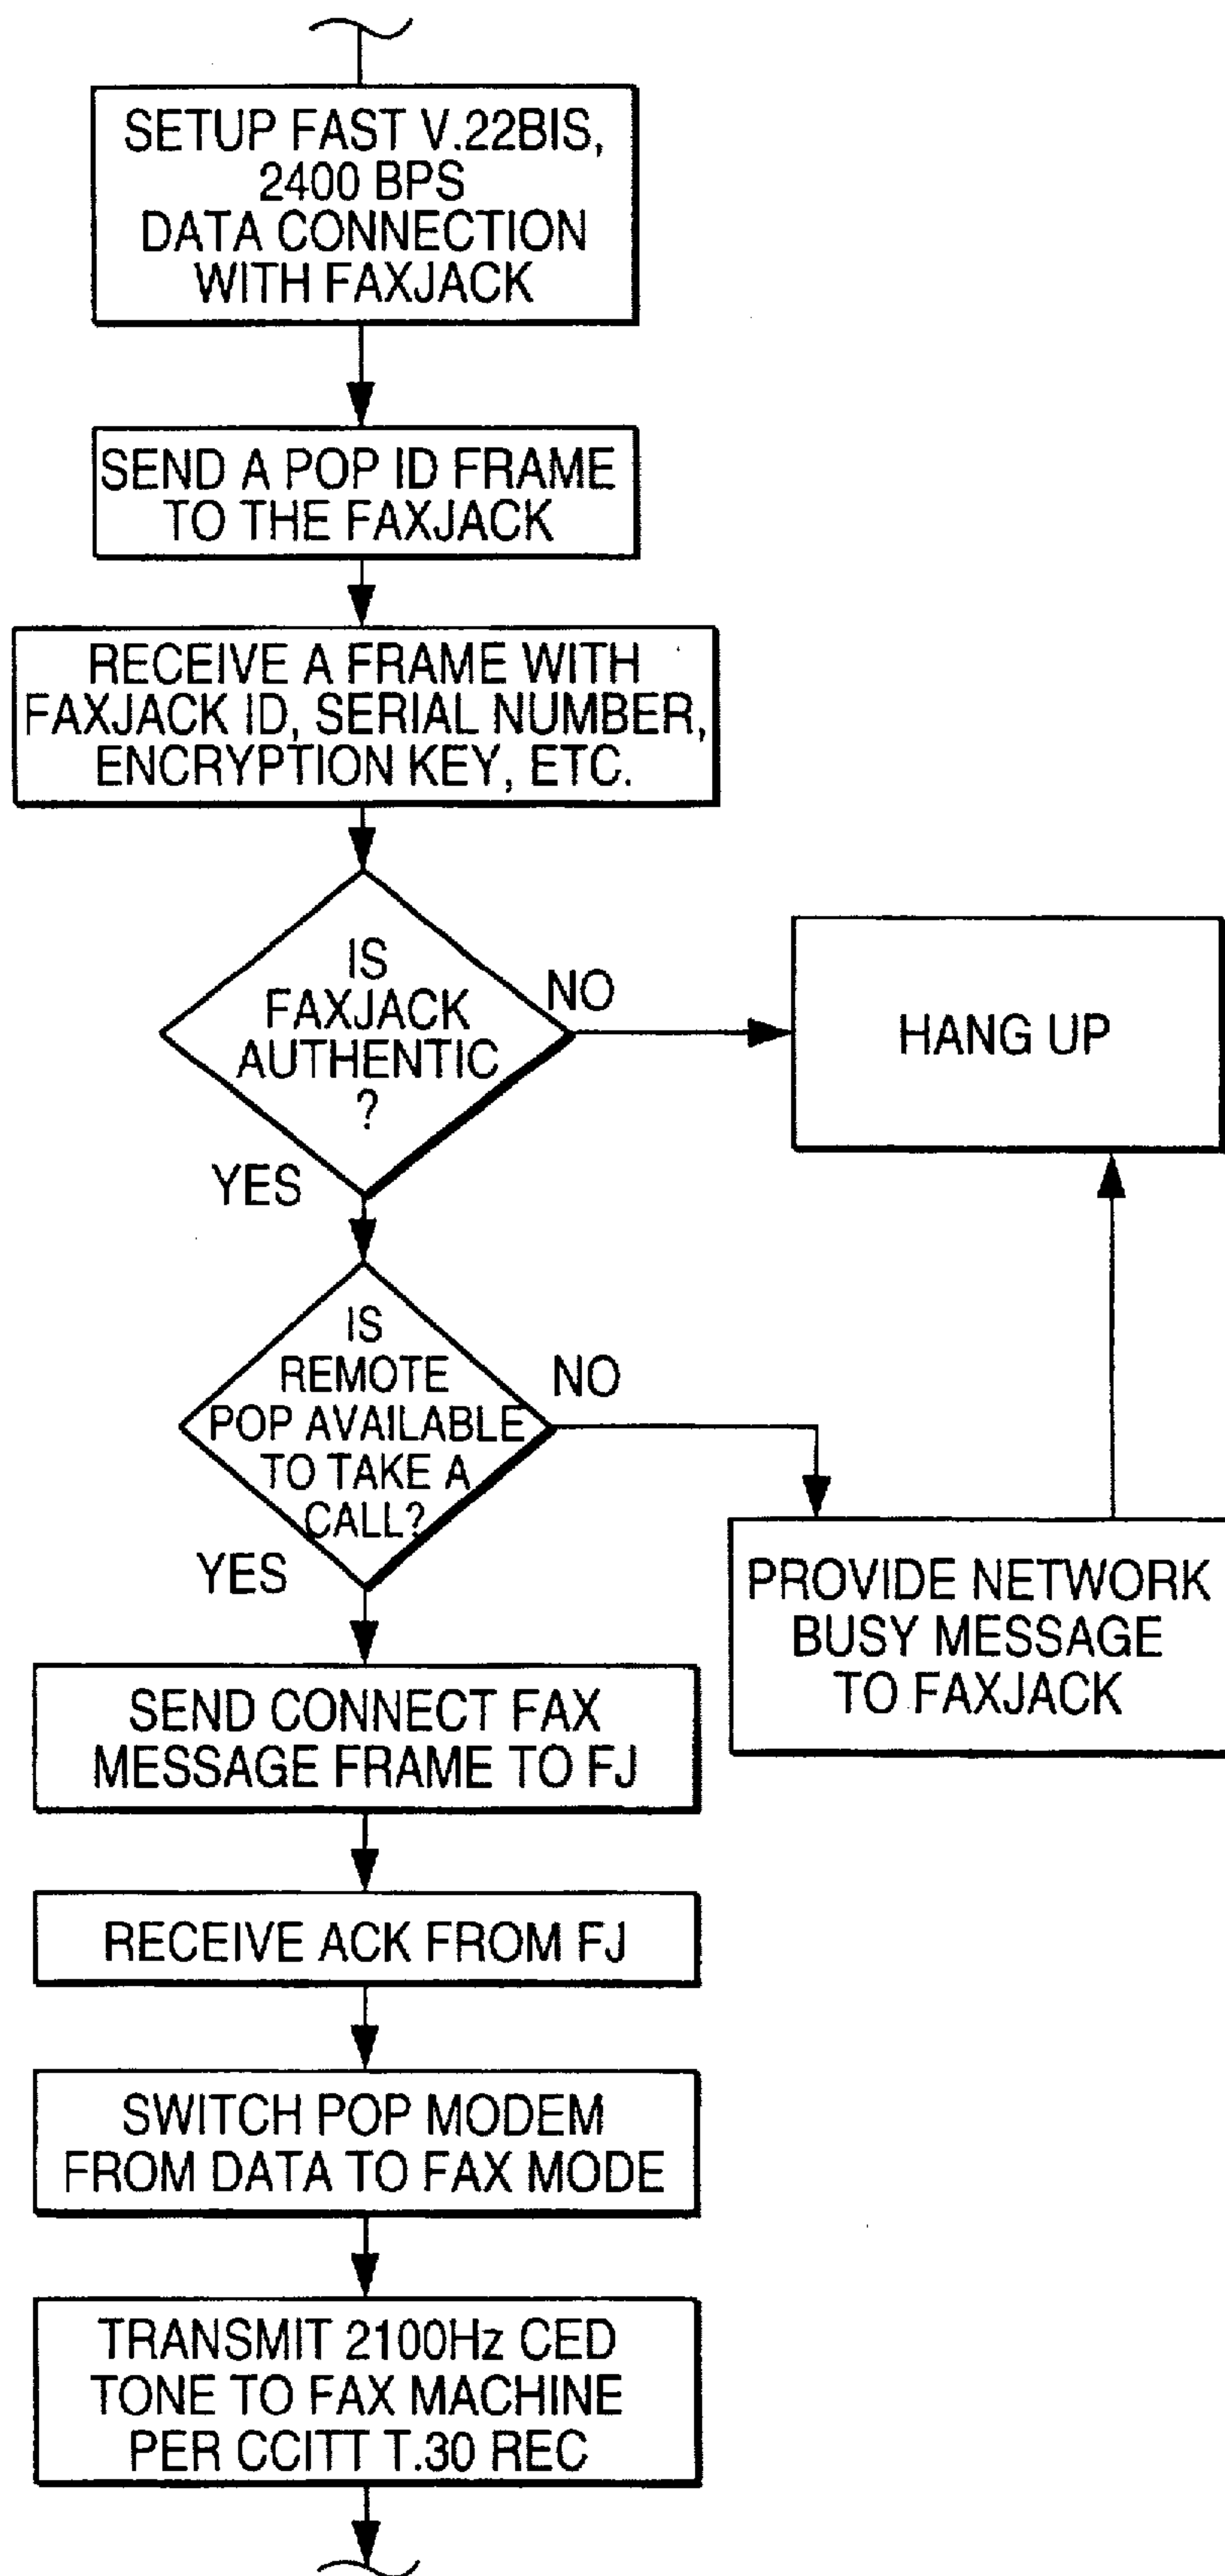 SETUP FAST V.22BIS,
2400 BPS
DATA CONNECTION
WITH FAXJACK
SEND A POP ID FRAME
TO THE FAXJACK
RECEIVE A FRAME WITH
FAXJACK ID, SERIAL NUMBER,
ENCRYPTION KEY, ETC.
IS
FAXJACK
AUTHENTIC
?
NO
HANG UP
YES
IS
REMOTE
POP AVAILABLE
TO TAKE A
CALL?
NO
YES
PROVIDE NETWORK
BUSY MESSAGE
TO FAXJACK
SEND CONNECT FAX
MESSAGE FRAME TO FJ
RECEIVE ACK FROM FJ
SWITCH POP MODEM
FROM DATA TO FAX MODE
TRANSMIT 2100Hz CED
TONE TO FAX MACHINE
PER CCITT T.30 REC